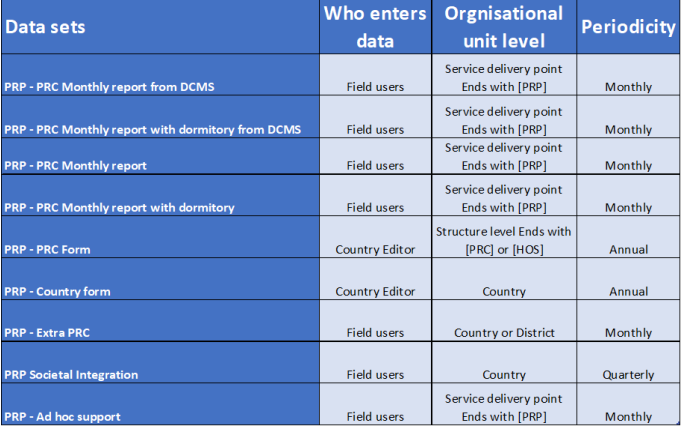 Data sets Who enters data Orgnisational unit level Periodicity
PRP - PRC Monthly report from DCMS Field users Service delivery point Ends with [PRP] Monthly
PRP - PRC Monthly report with dormitory from DCMS Field users Service delivery point Ends with [PRP] Monthly
PRP - PRC Monthly report Field users Service delivery point Ends with [PRP] Monthly
PRP - PRC Monthly report with dormitory Field users Service delivery point Ends with [PRP] Monthly
PRP - PRC Form Country Editor Structure level Ends with [PRC] or [HOS] Annual
PRP - Country form Country Editor Country Annual
PRP - Extra PRC Field users Country or District Monthly
PRP Societal Integration Field users Country Quarterly
PRP - Ad hoc support Field users Service delivery point Ends with [PRP] Monthly